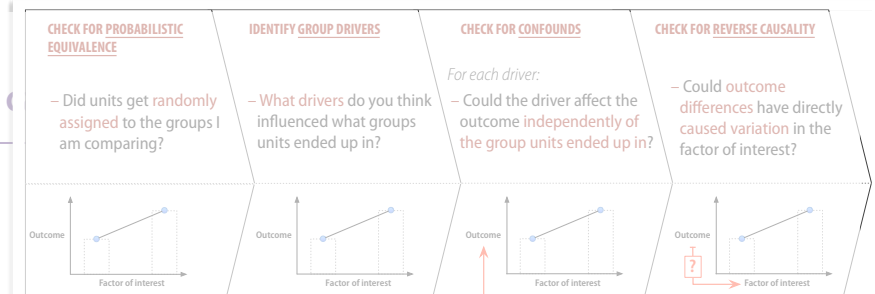 CHECK FOR PROBABILISTIC
EQUIVALENCE
– Did units get randomly
assigned to the groups I
am comparing?
IDENTIFY GROUP DRIVERS
– What drivers do you think
influenced what groups
units ended up in?
CHECK FOR CONFOUNDS
For each driver:
– Could the driver affect the
outcome independently of
the group units ended up in?
CHECK FOR REVERSE CAUSALITY
– Could outcome
differences have directly
caused variation in the
factor of interest?
Outcome
Factor of interest
Outcome
Factor of interest
Outcome
Factor of interest
Outcome
?
Factor of interest